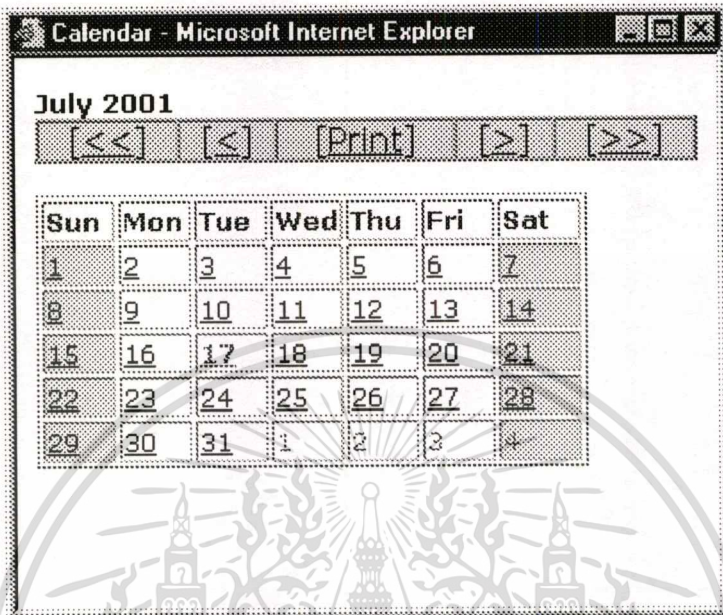 Calendar - Microsoft Internet Explorer
July 2001
[<<] [<] [Print] [>] [>>]
Sun Mon Tue Wed Thu Fri Sat
1 2 3 4 5 6 7
8 9 10 11 12 13 14
15 16 17 18 19 20 21
22 23 24 25 26 27 28
29 30 31 1 2 3 4